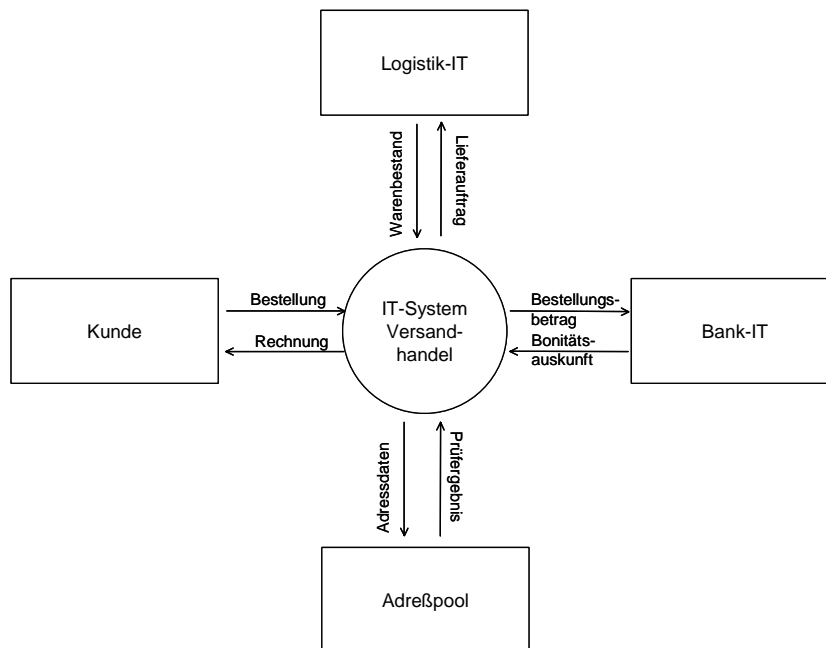 Logistik-IT
Warenbestand
Lieferauftrag
Kunde
Bestellung
Rechnung
IT-System
Versand-
handel
Bestellungs-
betrag
Bonitäts-
auskunft
Bank-IT
Adressdaten
Prüfergebnis
Adreßpool